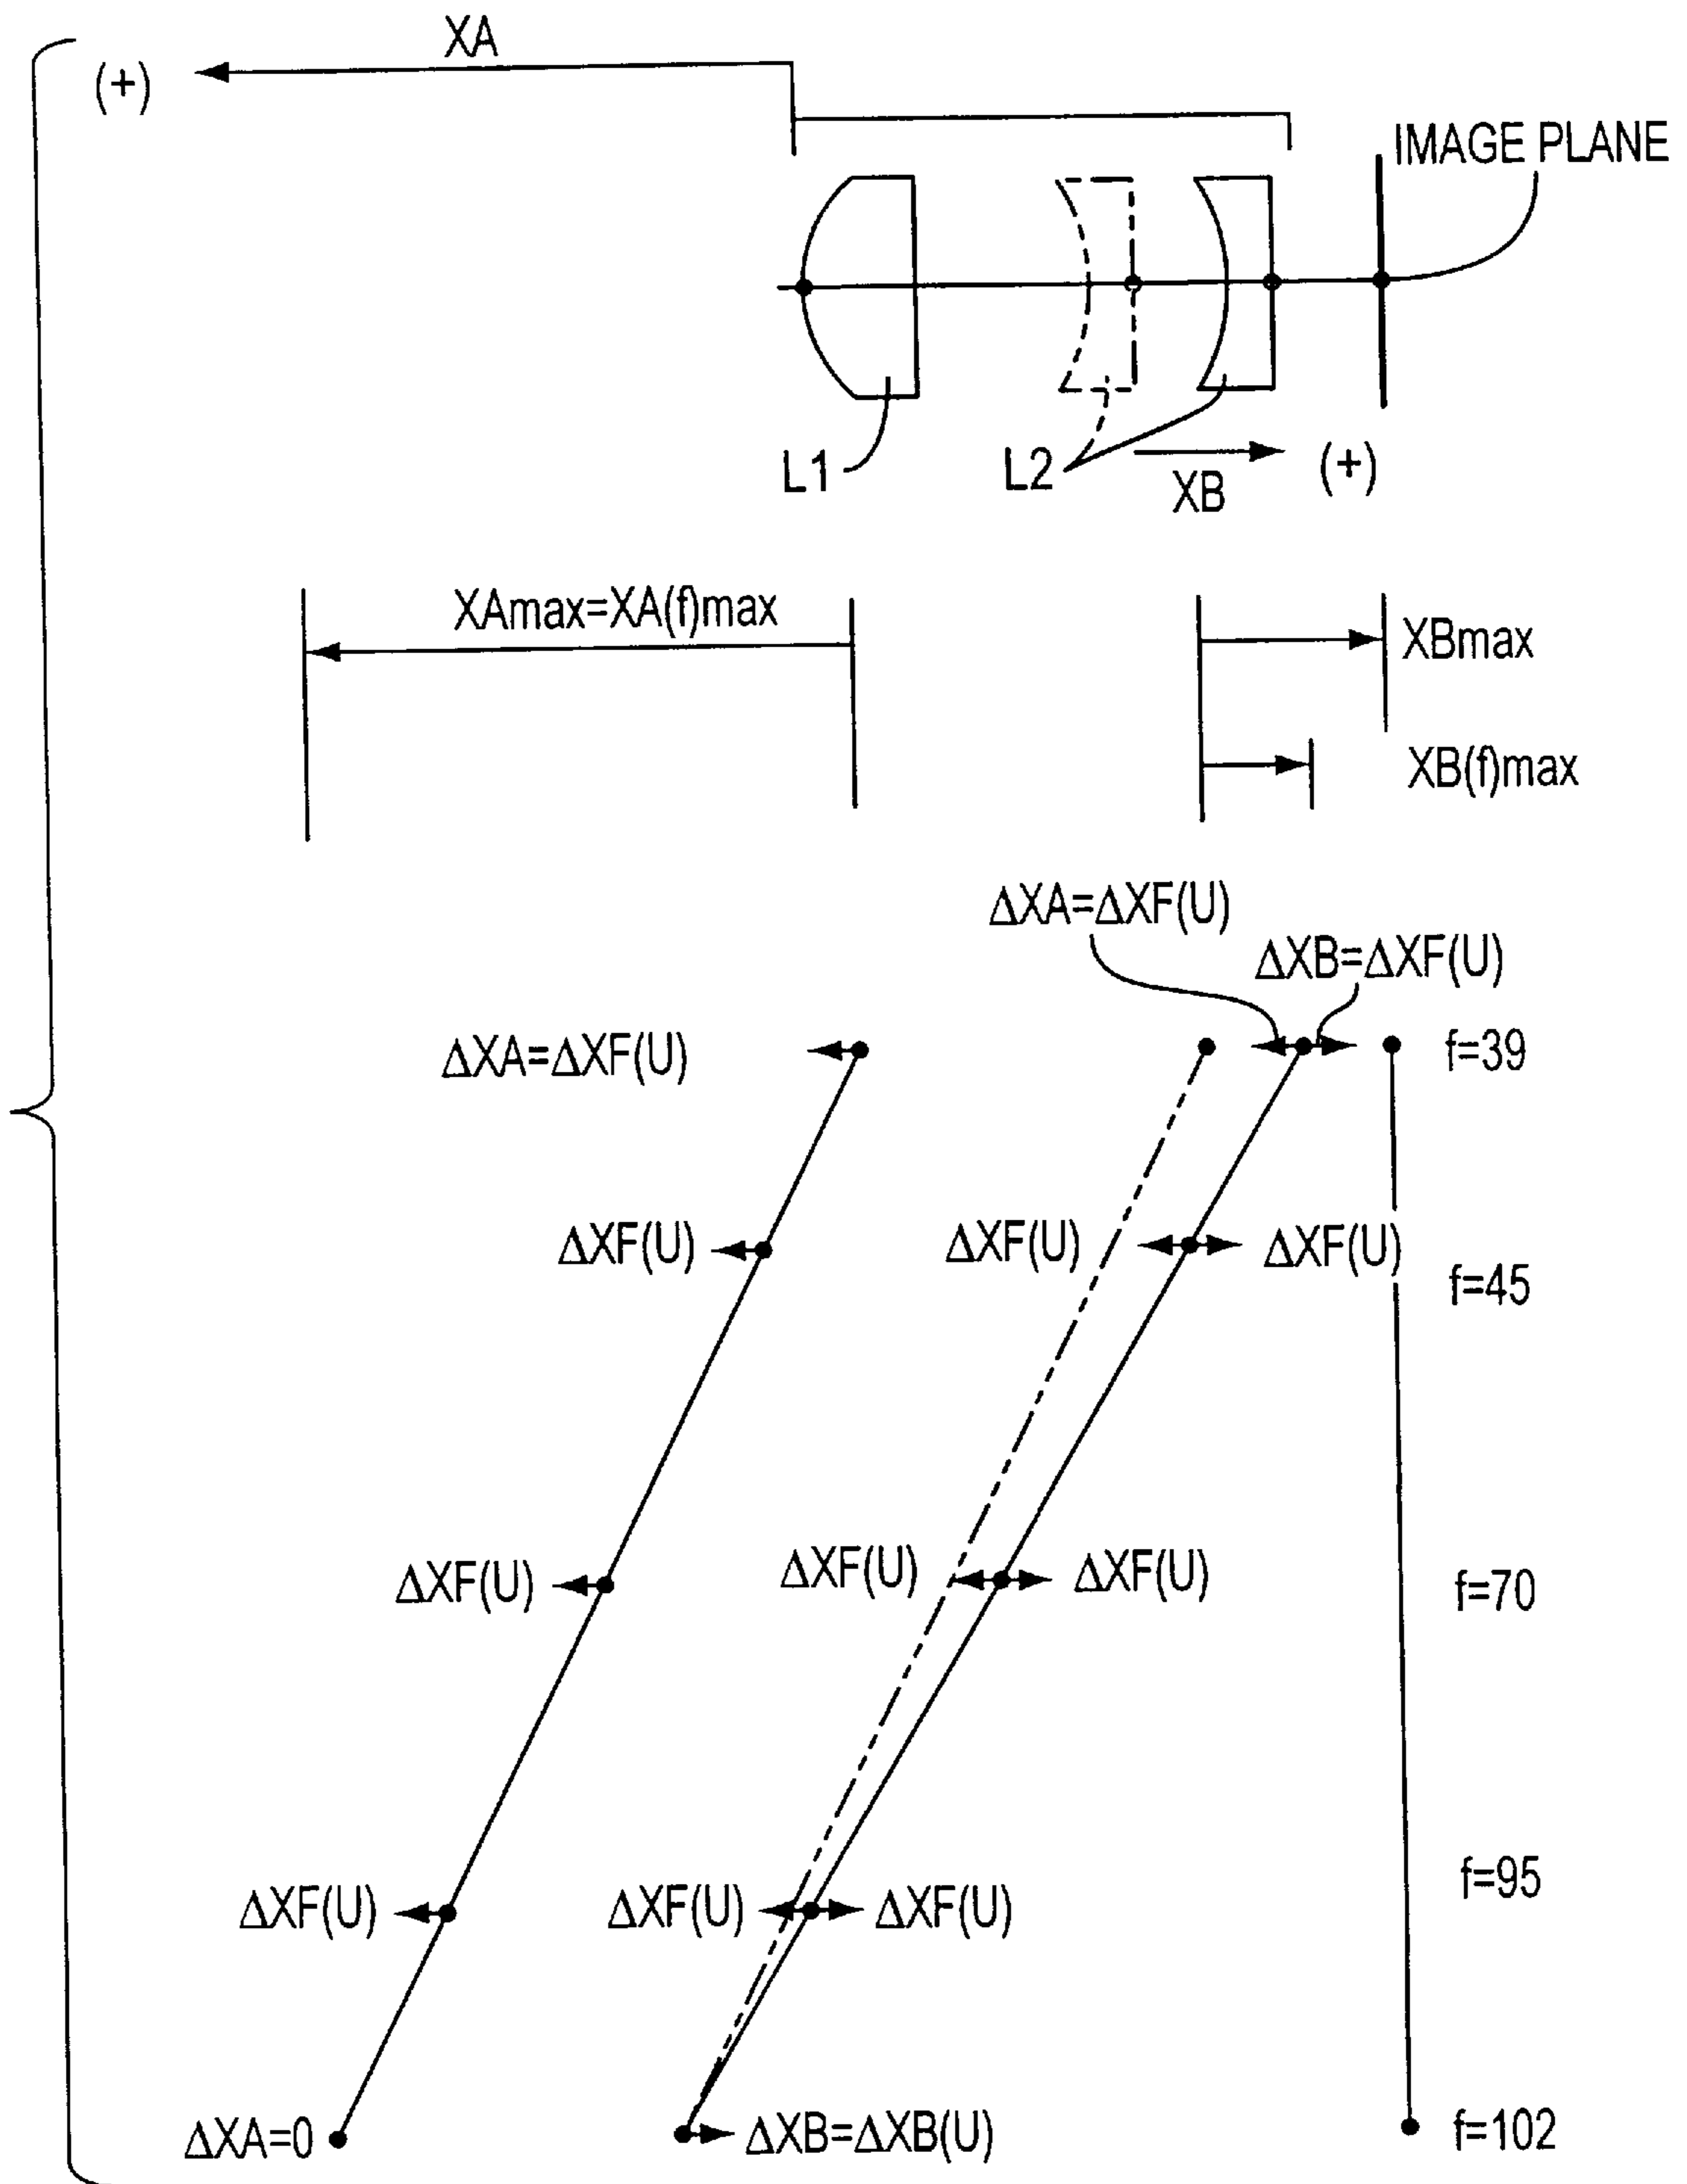 XA
(+)
IMAGE PLANE
L1
L2
XB
(+)
XAmax=XA(f)max
XBmax
XB(f)max
ΔXA=ΔXF(U)
ΔXB=ΔXF(U)
ΔXA=ΔXF(U)
f=39
ΔXF(U)
ΔXF(U)
ΔXF(U)
f=45
ΔXF(U)
ΔXF(U)
ΔXF(U)
f=70
ΔXF(U)
ΔXF(U)
ΔXF(U)
f=95
ΔXA=0
ΔXB=ΔXB(U)
f=102